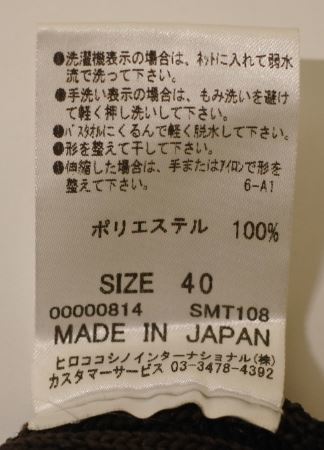 ●洗濯機表示の場合は、ネットに入れて弱水
流で洗って下さい。
●手洗い表示の場合は、もみ洗いを避け
て軽く押し洗いして下さい。
●バスタオルにくるんで軽く脱水して下さい。
●形を整えて干して下さい。
●伸縮した場合は、手またはアイロンで形を
整えて下さい。 6-A1
ポリエステル 100%
SIZE 40
00000814 SMT108
MADE IN JAPAN
ヒロココシノインターナショナル(株)
カスタマーサービス 03-3478-4392